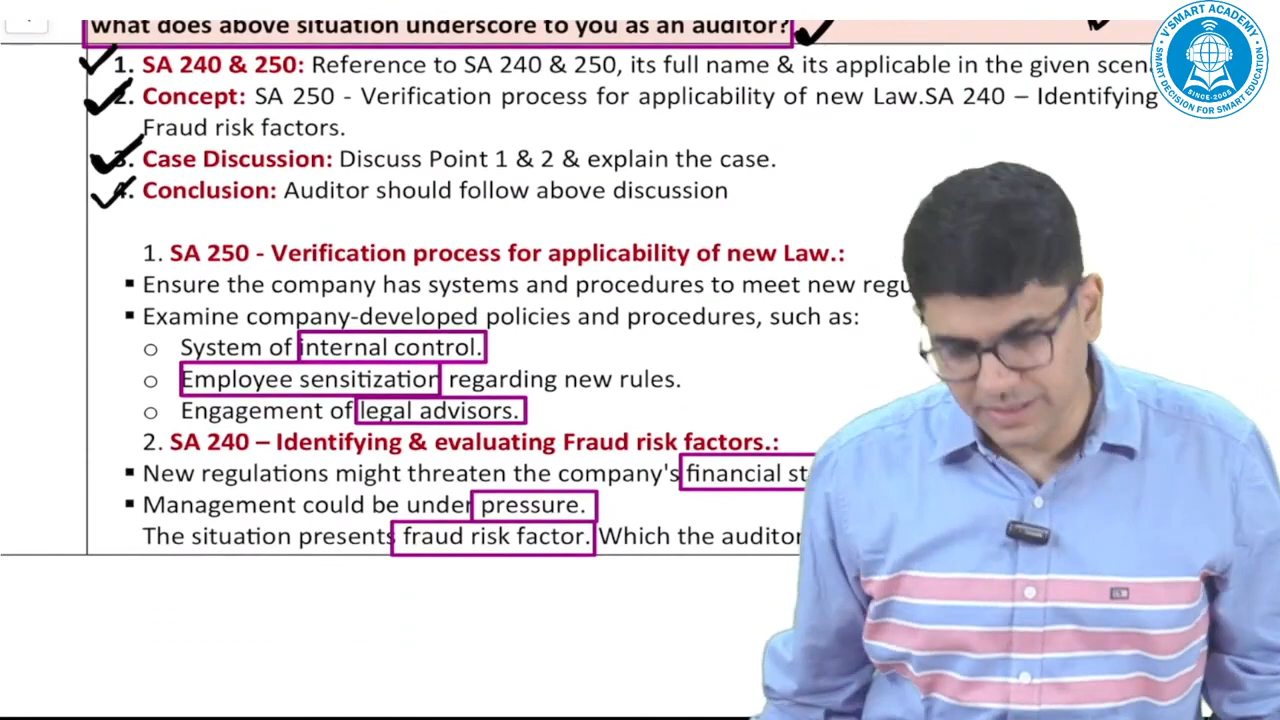 what does above situation underscore to you as an auditor?
1. SA 240 & 250: Reference to SA 240 & 250, its full name & its applicable in the given
2. Concept: SA 250 - Verification process for applicability of new Law.SA 240 – Identifying
Fraud risk factors.
3. Case Discussion: Discuss Point 1 & 2 & explain the case.
4. Conclusion: Auditor should follow above discussion
1. SA 250 - Verification process for applicability of new Law.:
▪ Ensure the company has systems and procedures to meet new
▪ Examine company-developed policies and procedures, such as:
o System of internal control.
o Employee sensitization regarding new rules.
o Engagement of legal advisors.
2. SA 240 – Identifying & evaluating Fraud risk factors.:
▪ New regulations might threaten the company's financial
▪ Management could be under pressure.
The situation presents fraud risk factor. Which the auditor
V'SMART ACADEMY
SMART DECISION FOR SMART EDUCATION
SINCE-2005